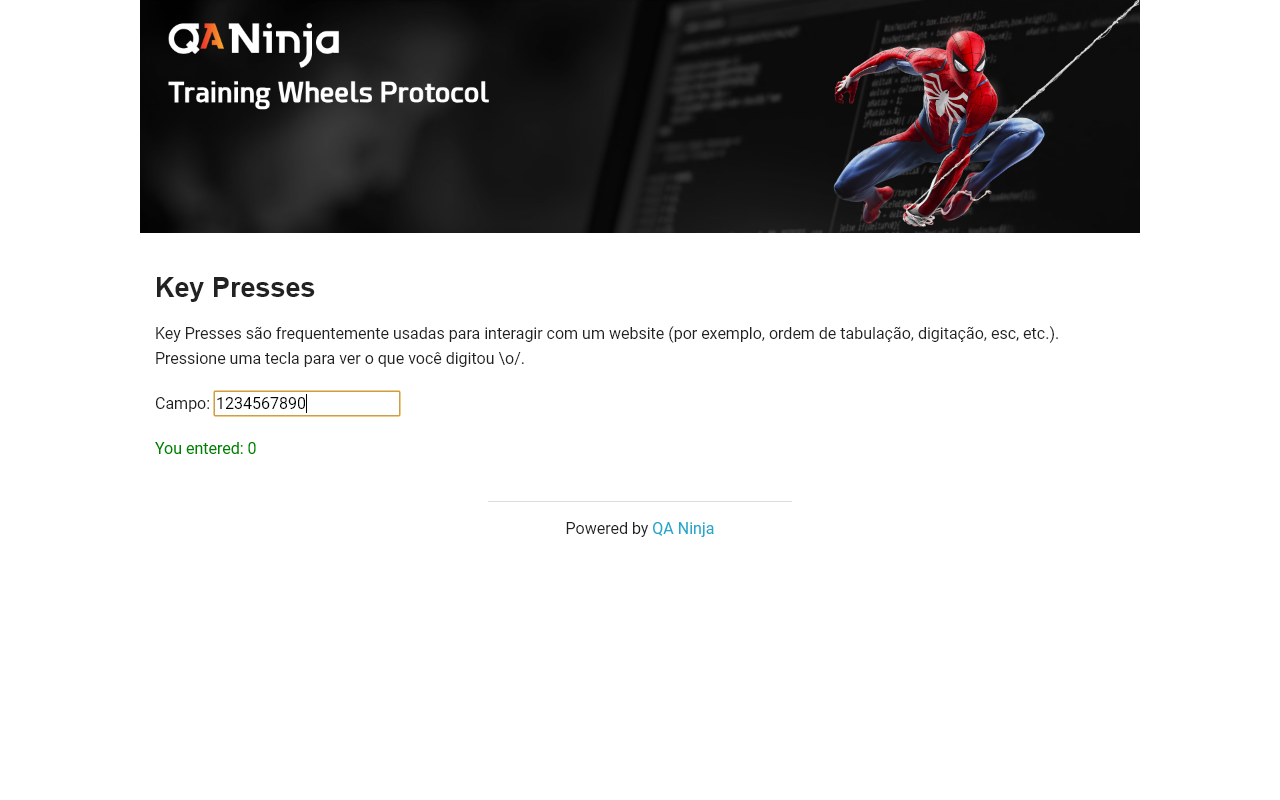 QA Ninja
Training Wheels Protocol
Key Presses
Key Presses são frequentemente usadas para interagir com um website (por exemplo, ordem de tabulação, digitação, esc, etc.).
Pressione uma tecla para ver o que você digitou \o/.
Campo: 1234567890
You entered: 0
Powered by QA Ninja